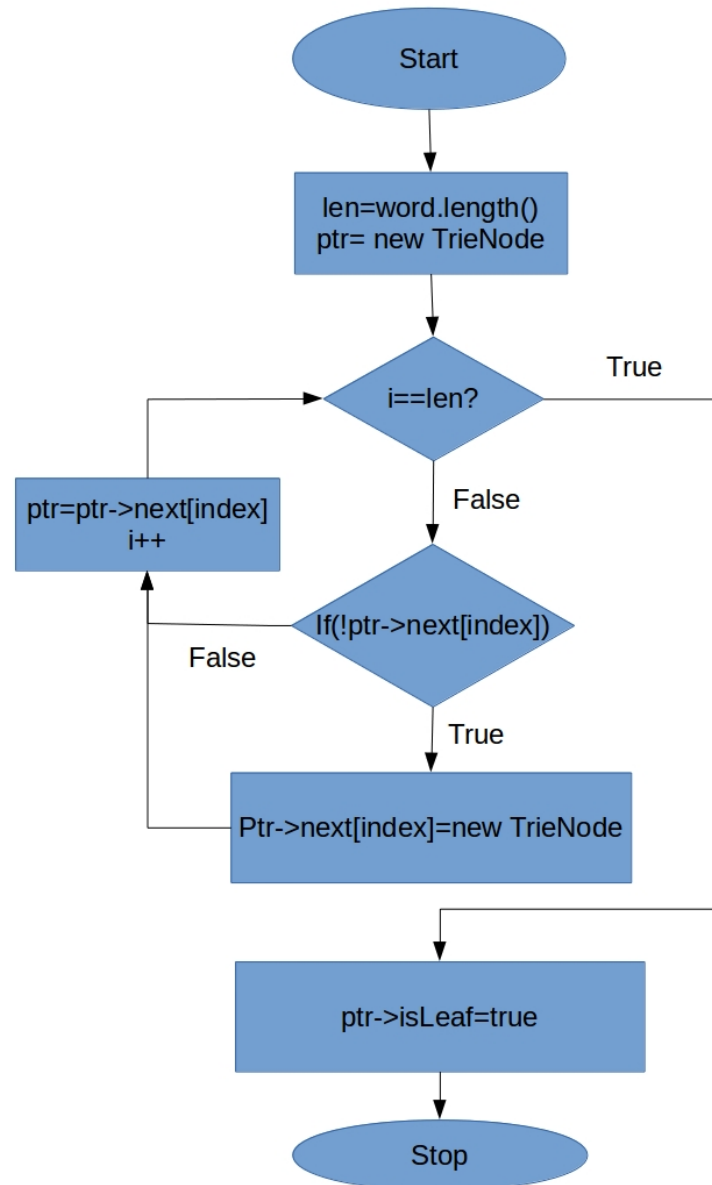 Start
len=word.length()
ptr= new TrieNode
i==len?
True
False
ptr=ptr->next[index]
i++
If(!ptr->next[index])
False
True
Ptr->next[index]=new TrieNode
ptr->isLeaf=true
Stop